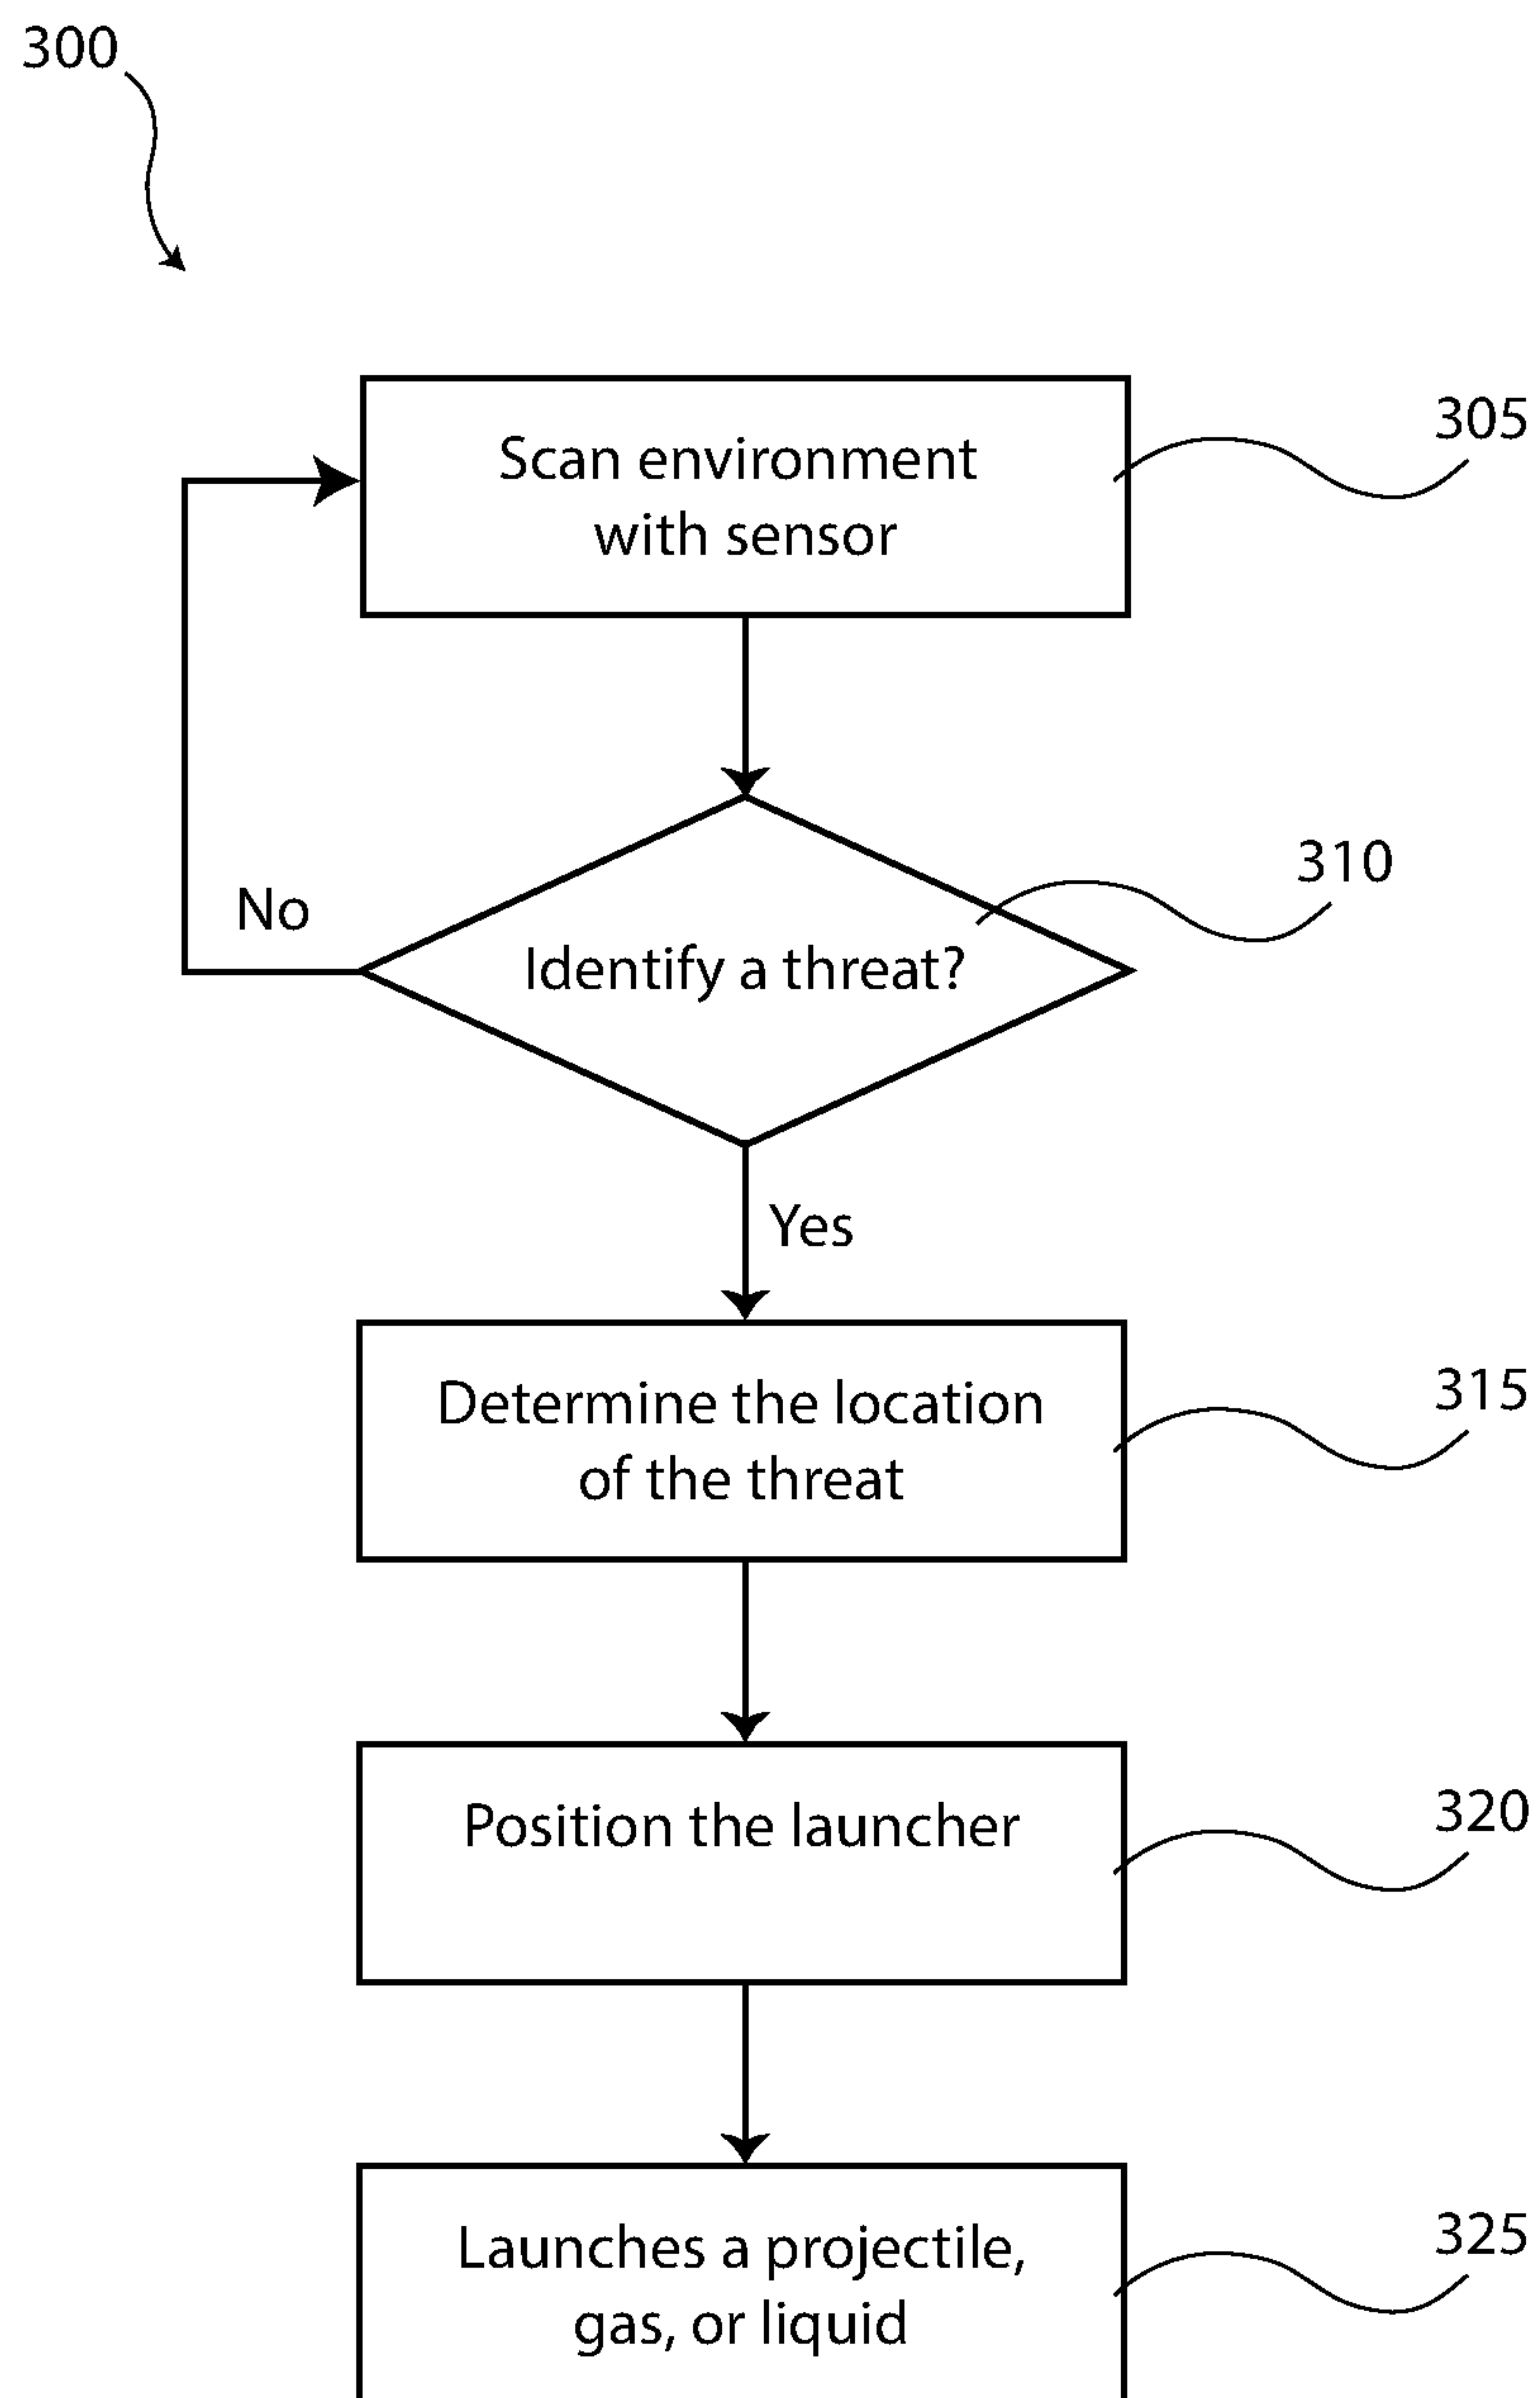 300
Scan environment
with sensor
305
Identify a threat?
310
No
Yes
Determine the location
of the threat
315
Position the launcher
320
Launches a projectile,
gas, or liquid
325